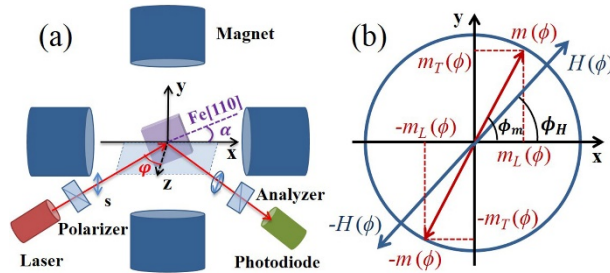 (a)
Magnet
y
Fe[110]
α
x
φ
z
s
Analyzer
Polarizer
Laser
Photodiode
(b)
y
m(ϕ)
m_T(ϕ)
H(ϕ)
-m_L(ϕ)
ϕ_m
ϕ_H
x
m_L(ϕ)
-H(ϕ)
-m_T(ϕ)
-m(ϕ)